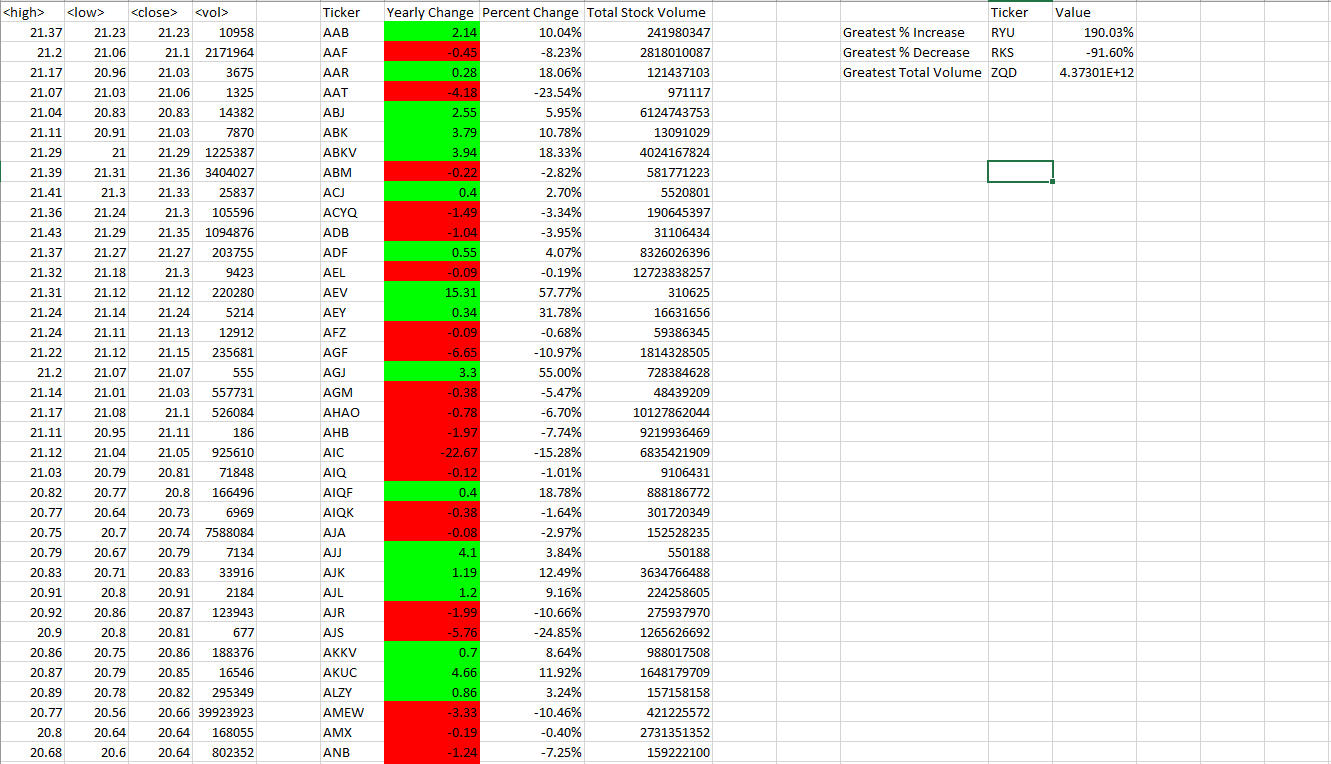 <high> <low> <close> <vol> Ticker Yearly Change Percent Change Total Stock Volume Ticker Value
21.37 21.23 21.23 10958 AAB 2.14 10.04% 241980347 Greatest % Increase RYU 190.03%
21.2 21.06 21.1 2171964 AAF -0.45 -8.23% 2818010087 Greatest % Decrease RKS -91.60%
21.17 20.96 21.03 3675 AAR 0.28 18.06% 121437103 Greatest Total Volume ZQD 4.37301E+12
21.07 21.03 21.06 1325 AAT -4.18 -23.54% 971117
21.04 20.83 20.83 14382 ABJ 2.55 5.95% 6124743753
21.11 20.91 21.03 7870 ABK 3.79 10.78% 13091029
21.29 21 21.29 1225387 ABKV 3.94 18.33% 4024167824
21.39 21.31 21.36 3404027 ABM -0.22 -2.82% 581771223
21.41 21.3 21.33 25837 ACJ 0.4 2.70% 5520801
21.36 21.24 21.3 105596 ACYQ -1.49 -3.34% 190645397
21.43 21.29 21.35 1094876 ADB -1.04 -3.95% 31106434
21.37 21.27 21.27 203755 ADF 0.55 4.07% 8326026396
21.32 21.18 21.3 9423 AEL -0.09 -0.19% 12723838257
21.31 21.12 21.12 220280 AEV 15.31 57.77% 310625
21.24 21.14 21.24 5214 AEY 0.34 31.78% 16631656
21.24 21.11 21.13 12912 AFZ -0.09 -0.68% 59386345
21.22 21.12 21.15 235681 AGF -6.65 -10.97% 1814328505
21.2 21.07 21.07 555 AGJ 3.3 55.00% 728384628
21.14 21.01 21.03 557731 AGM -0.38 -5.47% 48439209
21.17 21.08 21.1 526084 AHAO -0.78 -6.70% 10127862044
21.11 20.95 21.11 186 AHB -1.97 -7.74% 9219936469
21.12 21.04 21.05 925610 AIC -22.67 -15.28% 6835421909
21.03 20.79 20.81 71848 AIQ -0.12 -1.01% 9106431
20.82 20.77 20.8 166496 AIQF 0.4 18.78% 888186772
20.77 20.64 20.73 6969 AIQK -0.38 -1.64% 301720349
20.75 20.7 20.74 7588084 AJA -0.08 -2.97% 152528235
20.79 20.67 20.79 7134 AJJ 4.1 3.84% 550188
20.83 20.71 20.83 33916 AJK 1.19 12.49% 3634766488
20.91 20.8 20.91 2184 AJL 1.2 9.16% 224258605
20.92 20.86 20.87 123943 AJR -1.99 -10.66% 275937970
20.9 20.8 20.81 677 AJS -5.76 -24.85% 1265626692
20.86 20.75 20.86 188376 AKKV 0.7 8.64% 988017508
20.87 20.79 20.85 16546 AKUC 4.66 11.92% 1648179709
20.89 20.78 20.82 295349 ALZY 0.86 3.24% 157158158
20.77 20.56 20.66 39923923 AMEW -3.33 -10.46% 421225572
20.8 20.64 20.64 168055 AMX -0.19 -0.40% 2731351352
20.68 20.6 20.64 802352 ANB -1.24 -7.25% 159222100